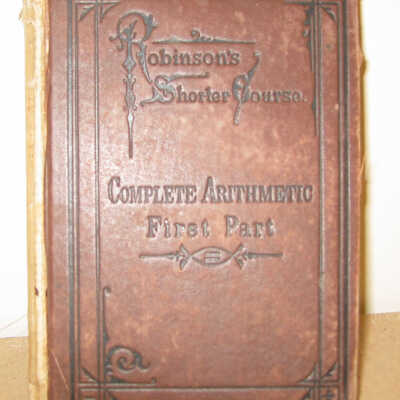 Robinson's
Shorter Course.
COMPLETE ARITHMETIC
First Part